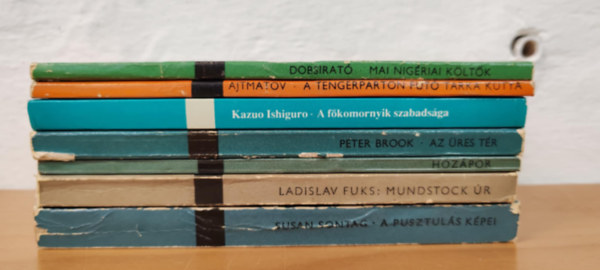 DOBSIRATÓ MAI NIGÉRIAI KÖLTŐK
AJTMATOV · A TENGERPARTON FUTÓ TARKA KUTYA
Kazuo Ishiguro · A főkomornyik szabadsága
PETER BROOK · AZ ÜRES TÉR
HOZÁPOR
LADISLAV FUKS: MUNDSTOCK ÚR
SUSAN SONTAG · A PUSZTULÁS KÉPEI